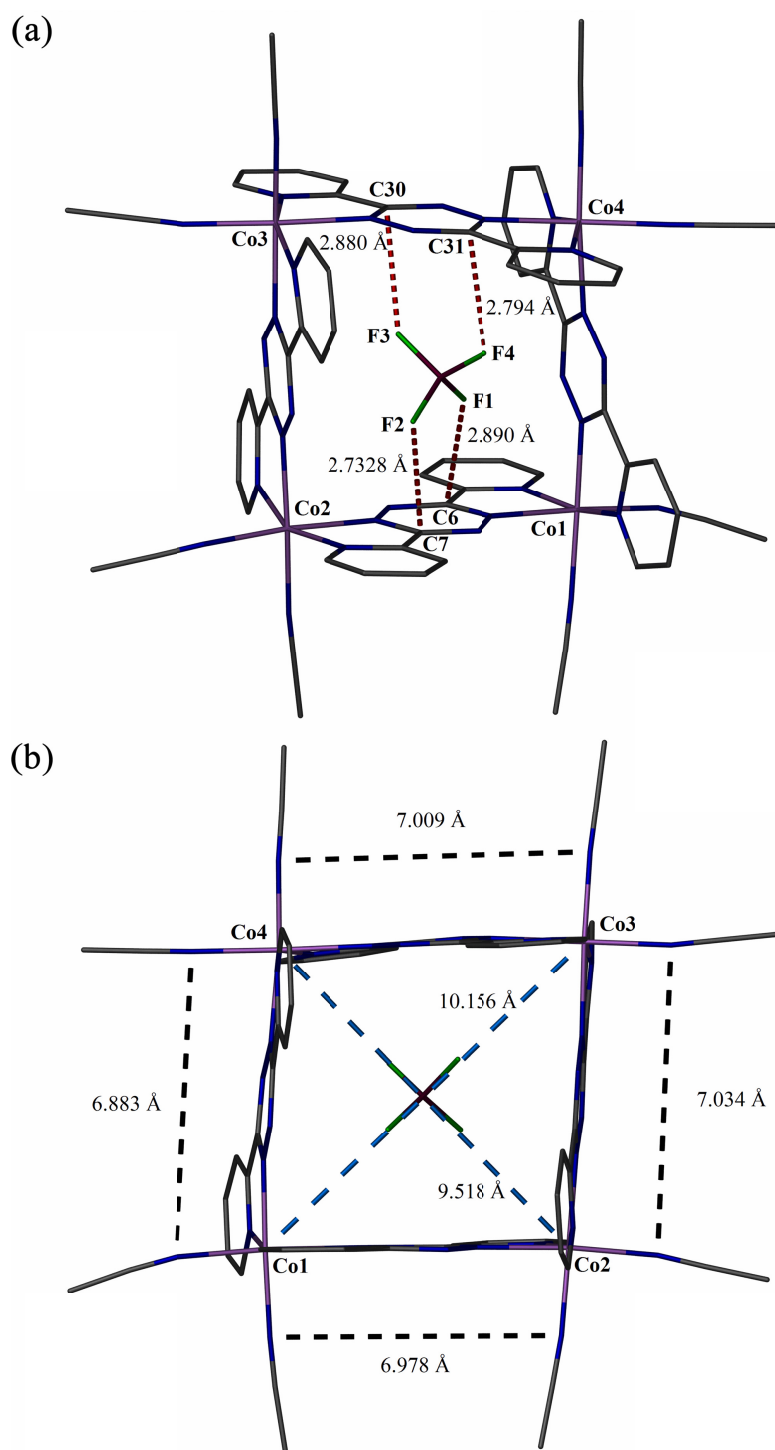 (a)
C30
Co4
Co3
C31
2.880 Å
2.794 Å
F3
F4
F1
F2
2.890 Å
2.7328 Å
Co2
C6
Co1
C7
(b)
7.009 Å
Co4
Co3
10.156 Å
6.883 Å
7.034 Å
9.518 Å
Co1
Co2
6.978 Å